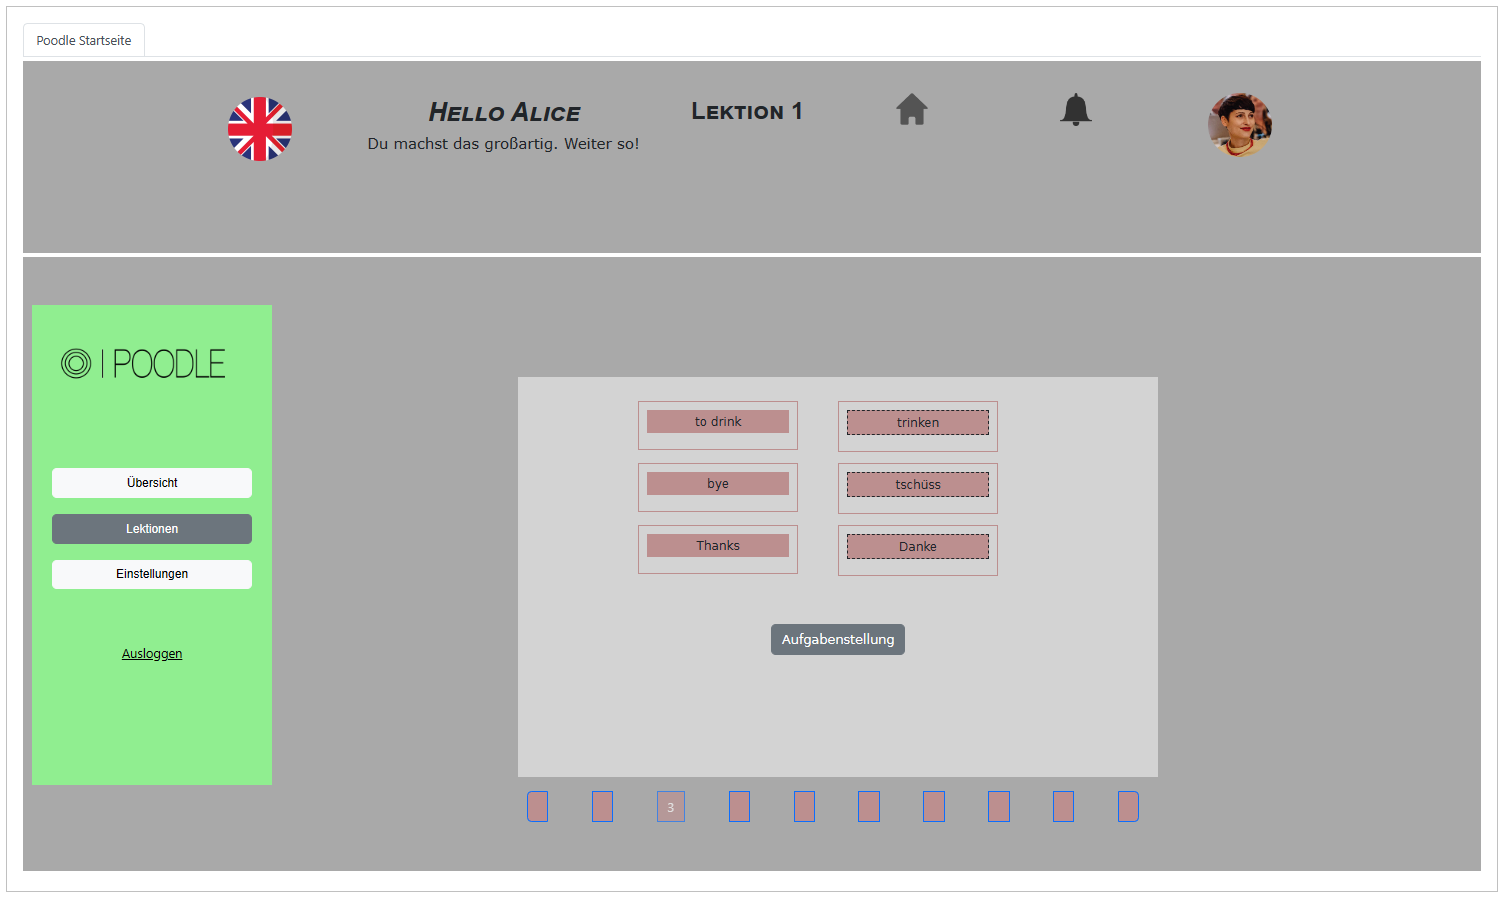 Poodle Startseite
Hello Alice
Du machst das großartig. Weiter so!
Lektion 1
| POODLE
Übersicht
Lektionen
Einstellungen
Ausloggen
to drink
trinken
bye
tschüss
Thanks
Danke
Aufgabenstellung
3